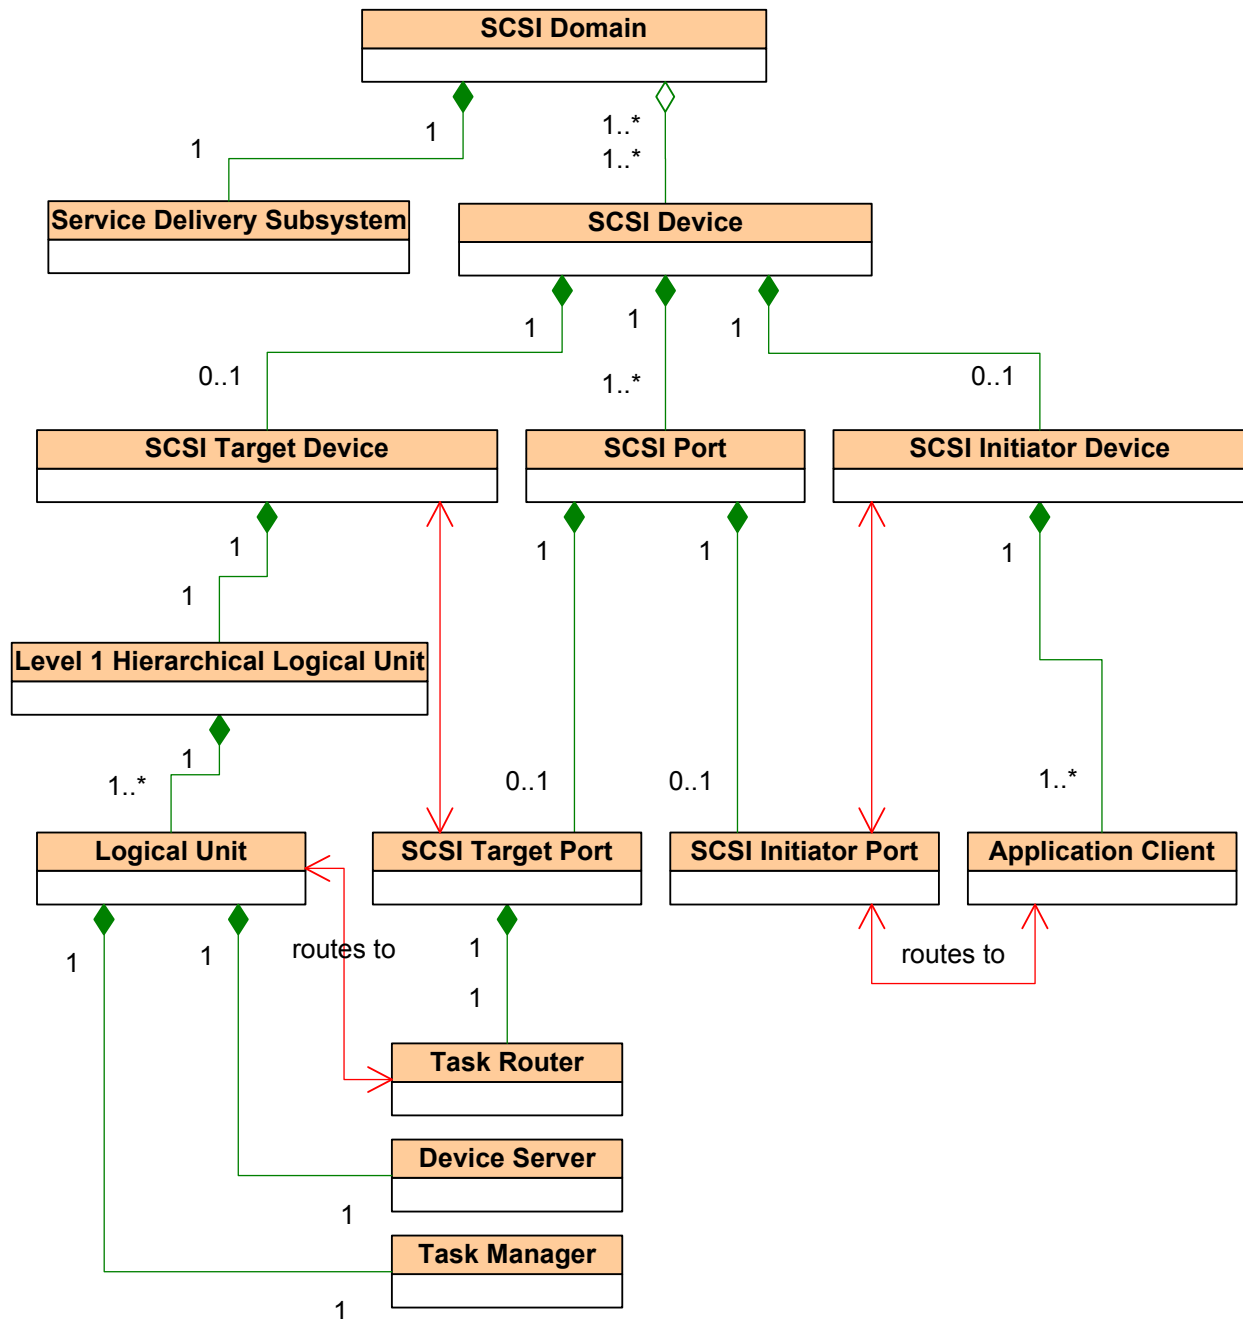 SCSI Domain
1..*
1
1
1..*
Service Delivery Subsystem
SCSI Device
1
1
1
0..1
1..*
0..1
SCSI Target Device
SCSI Port
SCSI Initiator Device
1
1
1
1
1
Level 1 Hierarchical Logical Unit
1
1..*
0..1
0..1
1..*
Logical Unit
SCSI Target Port
SCSI Initiator Port
Application Client
1
1
routes to
1
routes to
1
Task Router
Device Server
1
Task Manager
1